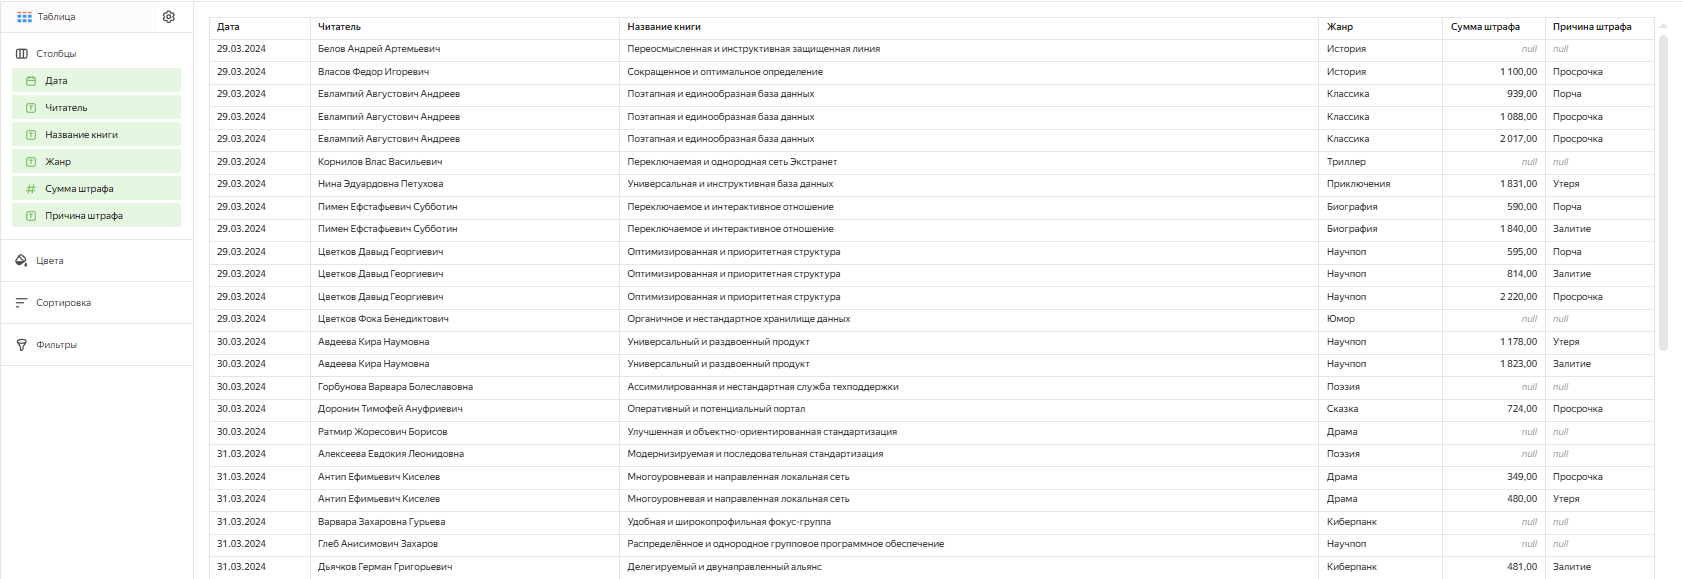 Таблица
Столбцы
Дата
Читатель
Название книги
Жанр
Сумма штрафа
Причина штрафа
Цвета
Сортировка
Фильтры
Дата Читатель Название книги Жанр Сумма штрафа Причина штрафа
29.03.2024 Белов Андрей Артемьевич Переосмысленная и инструктивная защищенная линия История null null
29.03.2024 Власов Федор Игоревич Сокращенное и оптимальное определение История 1 100,00 Просрочка
29.03.2024 Евлампий Августович Андреев Поэтапная и единообразная база данных Классика 939,00 Порча
29.03.2024 Евлампий Августович Андреев Поэтапная и единообразная база данных Классика 1 088,00 Просрочка
29.03.2024 Евлампий Августович Андреев Поэтапная и единообразная база данных Классика 2 017,00 Просрочка
29.03.2024 Корнилов Влас Васильевич Переключаемая и однородная сеть Экстранет Триллер null null
29.03.2024 Нина Эдуардовна Петухова Универсальная и инструктивная база данных Приключения 1 831,00 Утеря
29.03.2024 Пимен Ефстафьевич Субботин Переключаемое и интерактивное отношение Биография 590,00 Порча
29.03.2024 Пимен Ефстафьевич Субботин Переключаемое и интерактивное отношение Биография 1 840,00 Залитие
29.03.2024 Цветков Давыд Георгиевич Оптимизированная и приоритетная структура Научпоп 595,00 Порча
29.03.2024 Цветков Давыд Георгиевич Оптимизированная и приоритетная структура Научпоп 814,00 Залитие
29.03.2024 Цветков Давыд Георгиевич Оптимизированная и приоритетная структура Научпоп 2 220,00 Просрочка
29.03.2024 Цветков Фока Бенедиктович Органичное и нестандартное хранилище данных Юмор null null
30.03.2024 Авдеева Кира Наумовна Универсальный и раздвоенный продукт Научпоп 1 178,00 Утеря
30.03.2024 Авдеева Кира Наумовна Универсальный и раздвоенный продукт Научпоп 1 823,00 Залитие
30.03.2024 Горбунова Варвара Болеславовна Ассимилированная и нестандартная служба техподдержки Поэзия null null
30.03.2024 Доронин Тимофей Ануфриевич Оперативный и потенциальный портал Сказка 724,00 Просрочка
30.03.2024 Ратмир Жоресович Борисов Улучшенная и объектно-ориентированная стандартизация Драма null null
31.03.2024 Алексеева Евдокия Леонидовна Модернизируемая и последовательная стандартизация Поэзия null null
31.03.2024 Антип Ефимьевич Киселев Многоуровневая и направленная локальная сеть Драма 349,00 Просрочка
31.03.2024 Антип Ефимьевич Киселев Многоуровневая и направленная локальная сеть Драма 480,00 Утеря
31.03.2024 Варвара Захаровна Гурьева Удобная и широкопрофильная фокус-группа Киберпанк null null
31.03.2024 Глеб Анисимович Захаров Распределённое и однородное групповое программное обеспечение Научпоп null null
31.03.2024 Дьячков Герман Григорьевич Делегируемый и двунаправленный альянс Киберпанк 481,00 Залитие